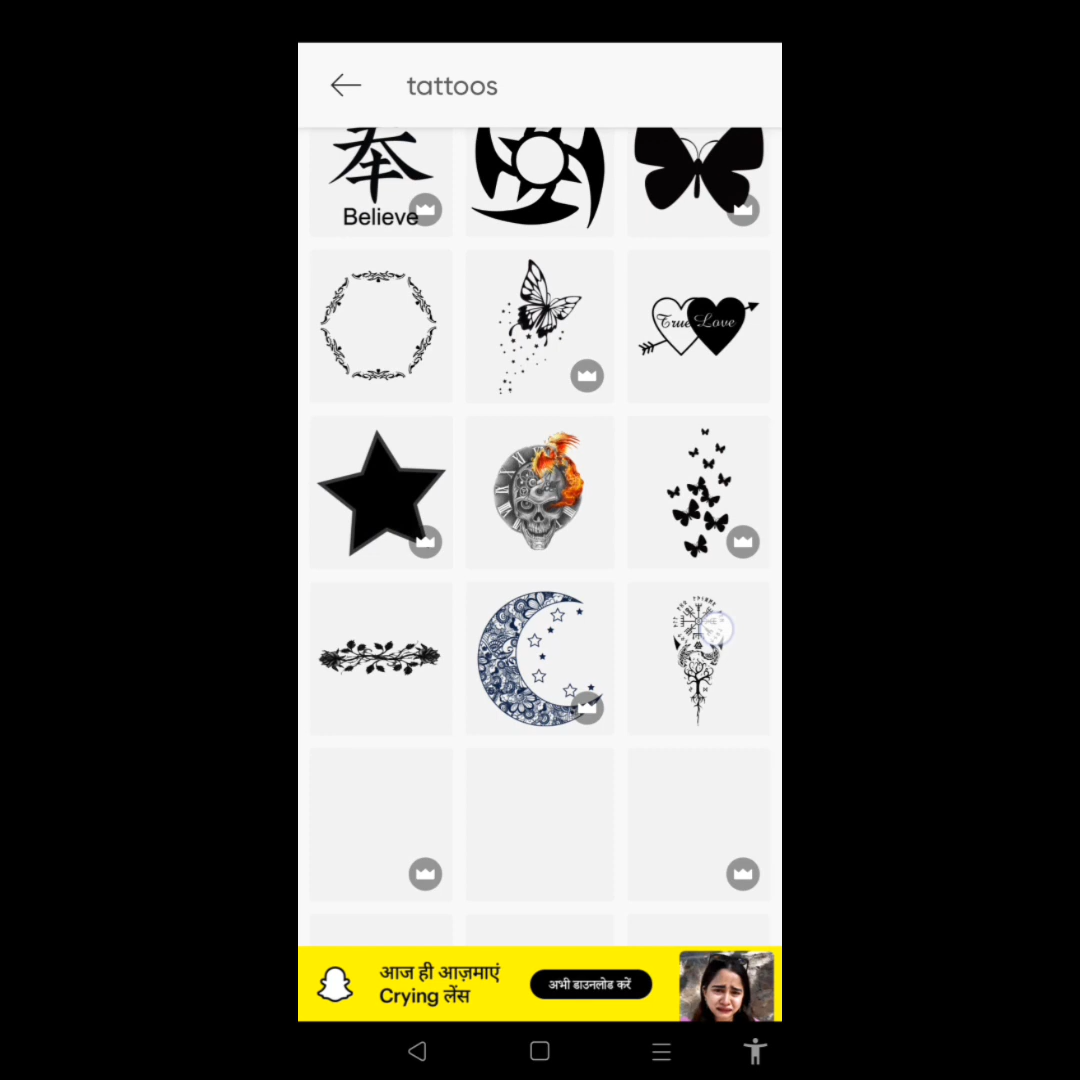 tattoos
奉
Believe
True Love
आज ही आज़माएं
Crying लेंस
अभी डाउनलोड करें